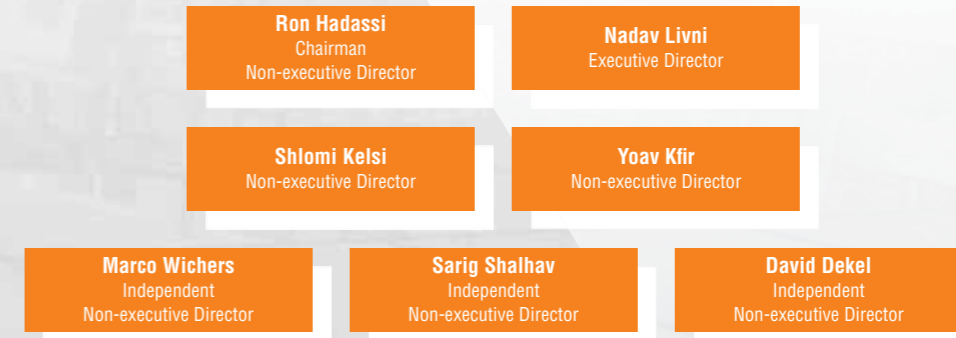 Ron Hadassi
Chairman
Non-executive Director
Nadav Livni
Executive Director
Shlomi Kelsi
Non-executive Director
Yoav Kfir
Non-executive Director
Marco Wichers
Independent
Non-executive Director
Sarig Shalhav
Independent
Non-executive Director
David Dekel
Independent
Non-executive Director